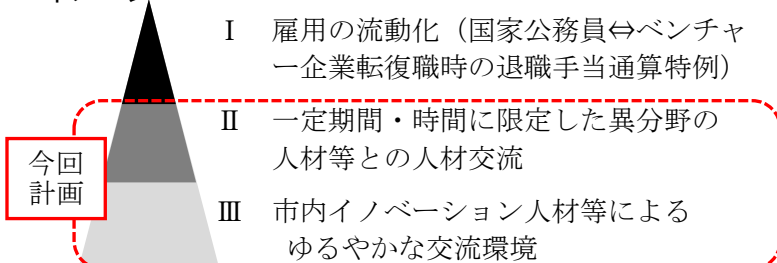 Ⅰ 雇用の流動化（国家公務員⇔ベンチャ
ー企業転復職時の退職手当通算特例）
Ⅱ 一定期間・時間に限定した異分野の
人材等との人材交流
今回
計画
Ⅲ 市内イノベーション人材等による
ゆるやかな交流環境